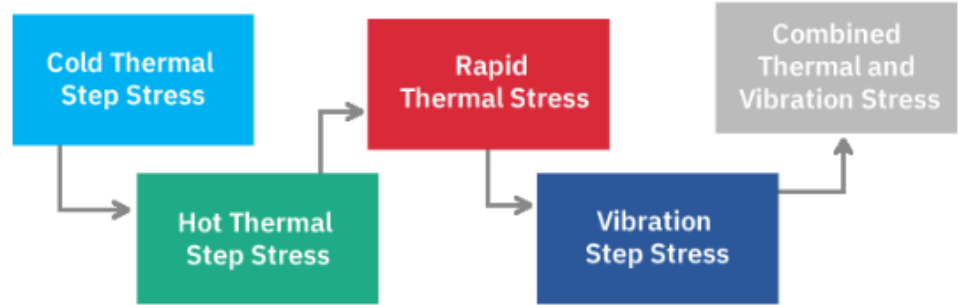 Cold Thermal
Step Stress
Hot Thermal
Step Stress
Rapid
Thermal Stress
Vibration
Step Stress
Combined
Thermal and
Vibration Stress